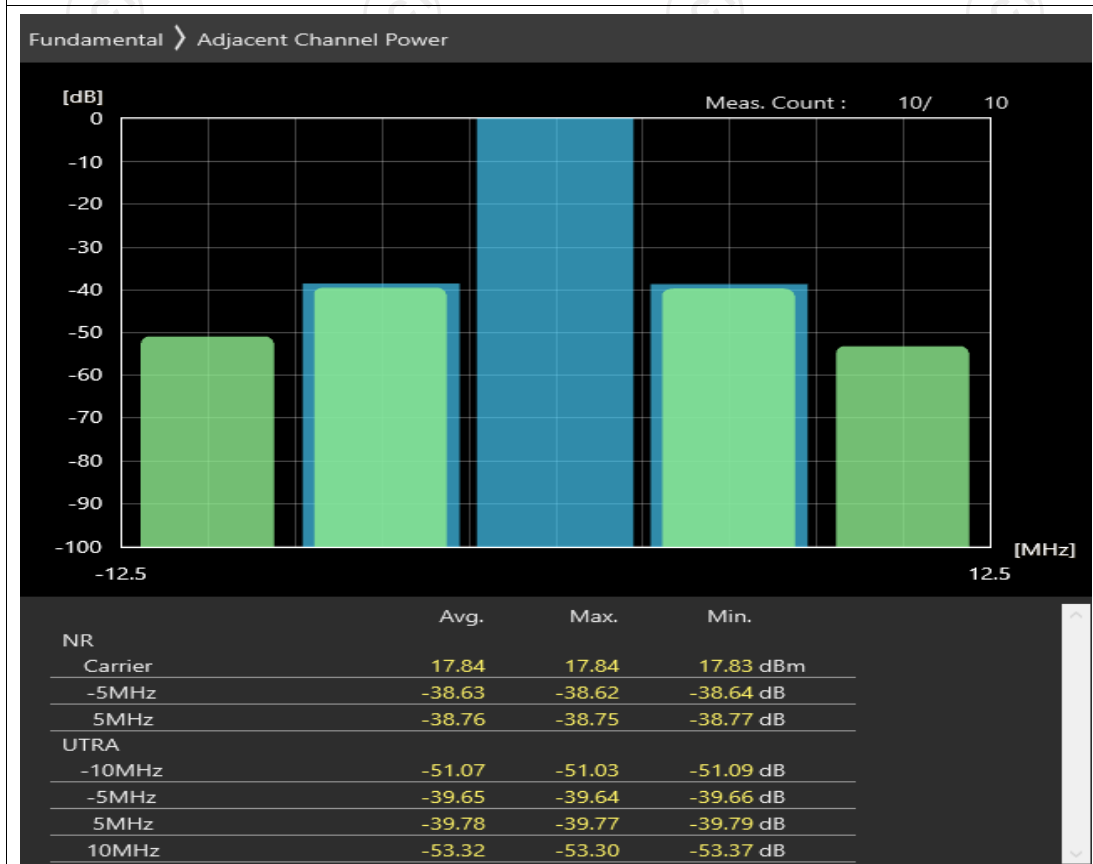 Fundamental 〉 Adjacent Channel Power
[dB]
Meas. Count : 10/ 10
0
-10
-20
-30
-40
-50
-60
-70
-80
-90
-100
[MHz]
-12.5 12.5
Avg. Max. Min.
NR
Carrier 17.84 17.84 17.83 dBm
-5MHz -38.63 -38.62 -38.64 dB
5MHz -38.76 -38.75 -38.77 dB
UTRA
-10MHz -51.07 -51.03 -51.09 dB
-5MHz -39.65 -39.64 -39.66 dB
5MHz -39.78 -39.77 -39.79 dB
10MHz -53.32 -53.30 -53.37 dB